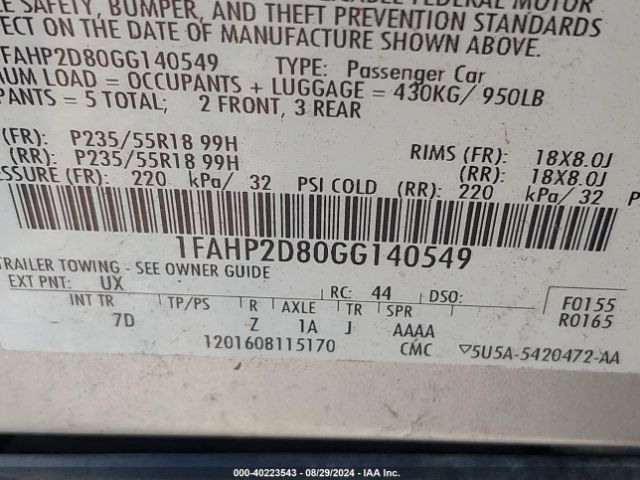 SAFETY, BUMPER, AND THEFT PREVENTION STANDARDS
ECT ON THE DATE OF MANUFACTURE SHOWN ABOVE.
FAHP2D80GG140549 TYPE: Passenger Car
UM LOAD = OCCUPANTS + LUGGAGE = 430KG/ 950LB
PANTS = 5 TOTAL; 2 FRONT, 3 REAR
(FR): P235/55R18 99H RIMS (FR): 18X8.0J
(RR): P235/55R18 99H (RR): 18X8.0J
ESSURE (FR): 220 kPa/ 32 PSI COLD (RR): 220 kPa/ 32 P
1FAHP2D80GG140549
TRAILER TOWING - SEE OWNER GUIDE
EXT PNT: UX RC: 44 DSO: F0155
INT TR TP/PS R AXLE TR SPR R0165
7D Z 1A J AAAA
1201608115170 CMC 5U5A-5420472-AA
000-40223543 - 08/29/2024 - IAA Inc.